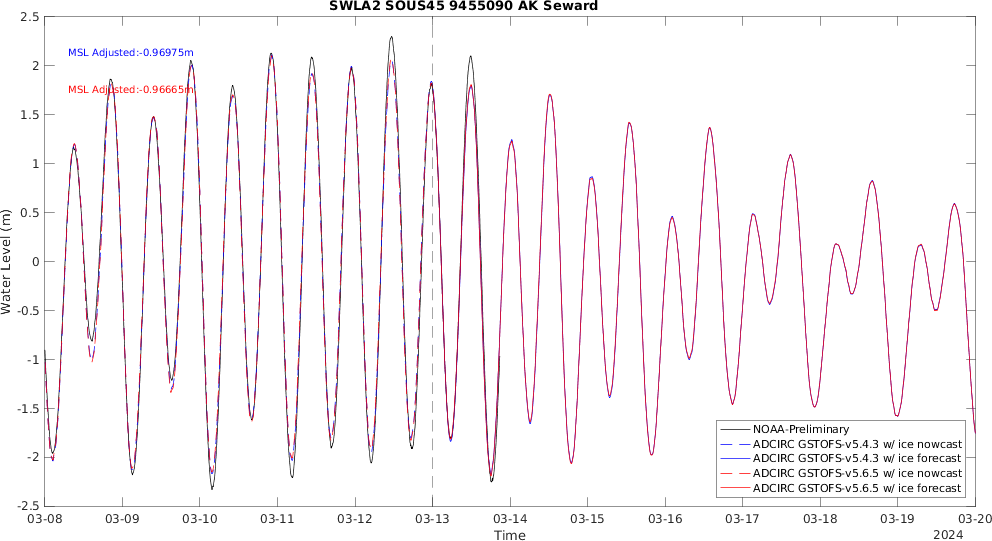 SWLA2 SOUS45 9455090 AK Seward
2.5
2
1.5
1
0.5
0
-0.5
-1
-1.5
-2
-2.5
Water Level (m)
MSL Adjusted:-0.96975m
MSL Adjusted:-0.96665m
NOAA-Preliminary
ADCIRC GSTOFS-v5.4.3 w/ ice nowcast
ADCIRC GSTOFS-v5.4.3 w/ ice forecast
ADCIRC GSTOFS-v5.6.5 w/ ice nowcast
ADCIRC GSTOFS-v5.6.5 w/ ice forecast
03-08 03-09 03-10 03-11 03-12 03-13 03-14 03-15 03-16 03-17 03-18 03-19 03-20
Time
2024